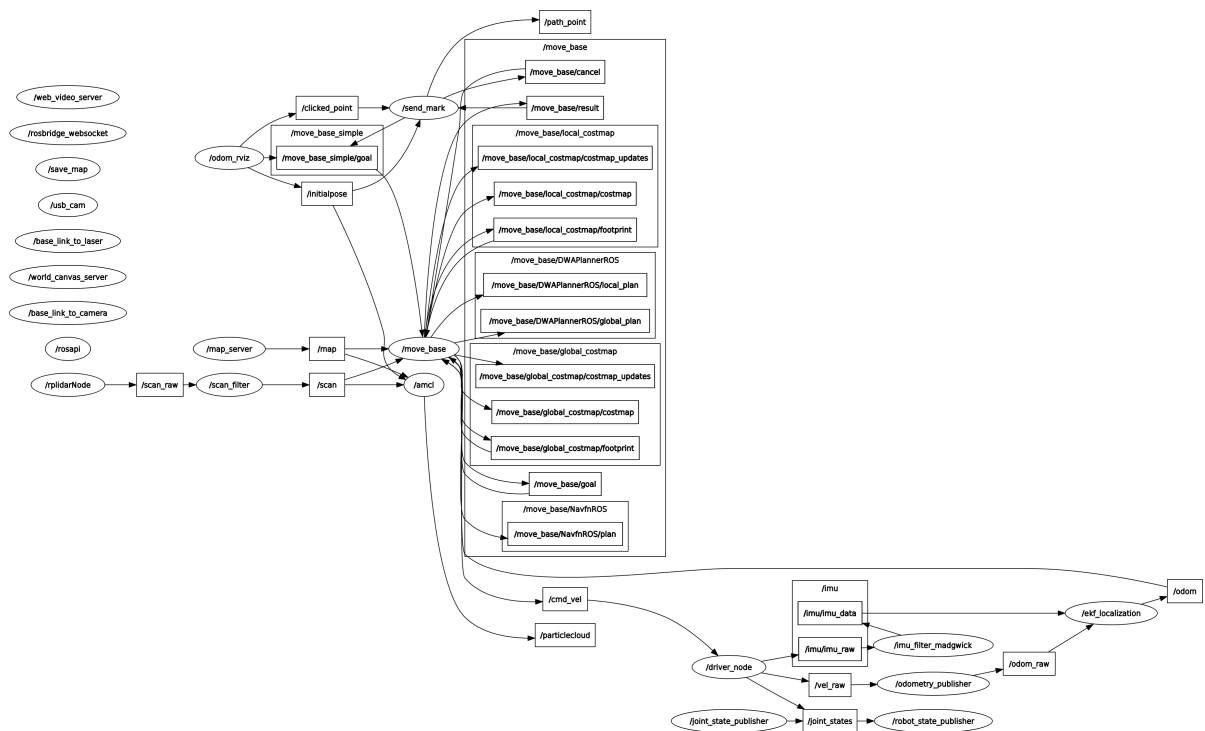 /path_point
/move_base
/move_base/cancel
/web_video_server
/clicked_point
/send_mark
/move_base/result
/rosbridge_websocket
/move_base_simple
/move_base/local_costmap
/odom_rviz
/move_base_simple/goal
/move_base/local_costmap/costmap_updates
/save_map
/initialpose
/move_base/local_costmap/costmap
/usb_cam
/move_base/local_costmap/footprint
/base_link_to_laser
/move_base/DWAPlannerROS
/world_canvas_server
/move_base/DWAPlannerROS/local_plan
/base_link_to_camera
/move_base/DWAPlannerROS/global_plan
/rosapi
/map_server
/map
/move_base
/move_base/global_costmap
/move_base/global_costmap/costmap_updates
/rplidarNode
/scan_raw
/scan_filter
/scan
/amcl
/move_base/global_costmap/costmap
/move_base/global_costmap/footprint
/move_base/goal
/move_base/NavfnROS
/move_base/NavfnROS/plan
/cmd_vel
/particlecloud
/imu
/odom
/imu/imu_data
/ekf_localization
/imu/imu_raw
/imu_filter_madgwick
/driver_node
/odom_raw
/vel_raw
/odometry_publisher
/joint_state_publisher
/joint_states
/robot_state_publisher